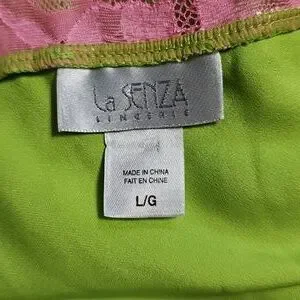 La SENZA
LINGERIE
MADE IN CHINA
FAIT EN CHINE
L/G